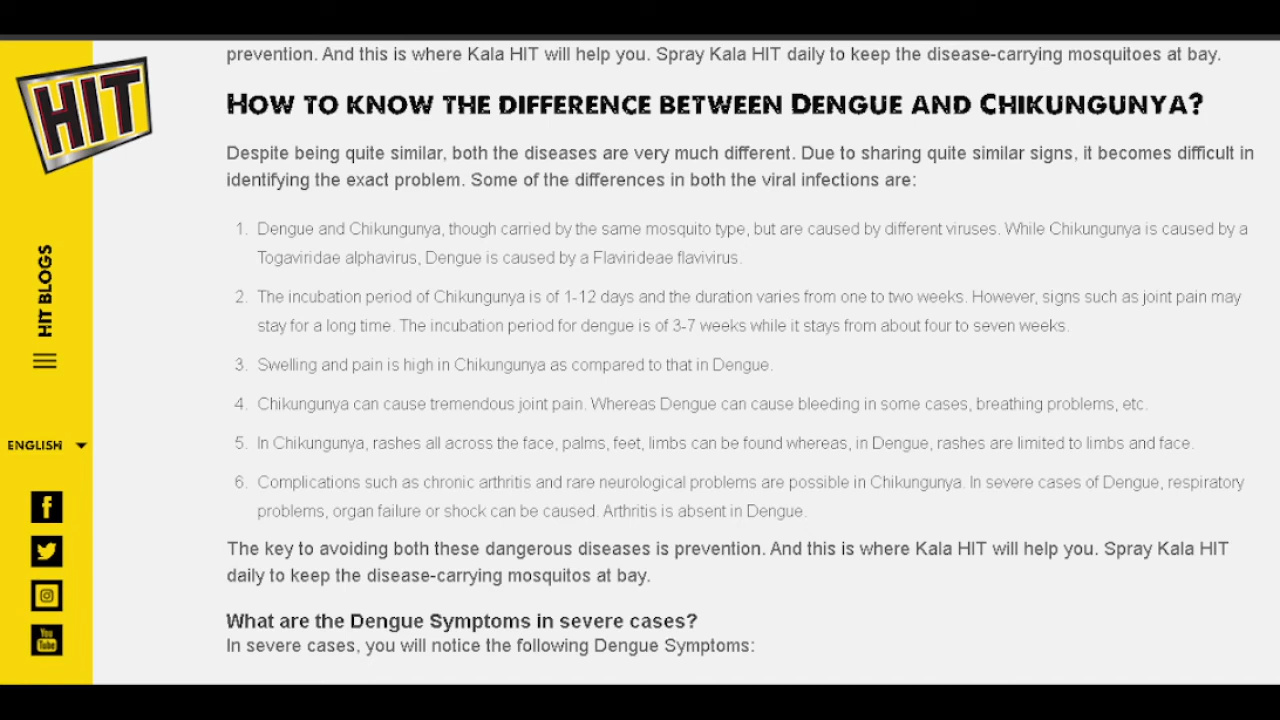 prevention. And this is where Kala HIT will help you. Spray Kala HIT daily to keep the disease-carrying mosquitoes at bay.
HIT
HOW TO KNOW THE DIFFERENCE BETWEEN DENGUE AND CHIKUNGUNYA?
Despite being quite similar, both the diseases are very much different. Due to sharing quite similar signs, it becomes difficult in
identifying the exact problem. Some of the differences in both the viral infections are:
1. Dengue and Chikungunya, though carried by the same mosquito type, but are caused by different viruses. While Chikungunya is caused by a
Togaviridae alphavirus, Dengue is caused by a Flavirideae flavivirus.
2. The incubation period of Chikungunya is of 1-12 days and the duration varies from one to two weeks. However, signs such as joint pain may
stay for a long time. The incubation period for dengue is of 3-7 weeks while it stays from about four to seven weeks.
3. Swelling and pain is high in Chikungunya as compared to that in Dengue.
4. Chikungunya can cause tremendous joint pain. Whereas Dengue can cause bleeding in some cases, breathing problems, etc.
5. In Chikungunya, rashes all across the face, palms, feet, limbs can be found whereas, in Dengue, rashes are limited to limbs and face.
6. Complications such as chronic arthritis and rare neurological problems are possible in Chikungunya. In severe cases of Dengue, respiratory
problems, organ failure or shock can be caused. Arthritis is absent in Dengue.
The key to avoiding both these dangerous diseases is prevention. And this is where Kala HIT will help you. Spray Kala HIT
daily to keep the disease-carrying mosquitos at bay.
What are the Dengue Symptoms in severe cases?
In severe cases, you will notice the following Dengue Symptoms:
HIT BLOGS
ENGLISH
You
Tube